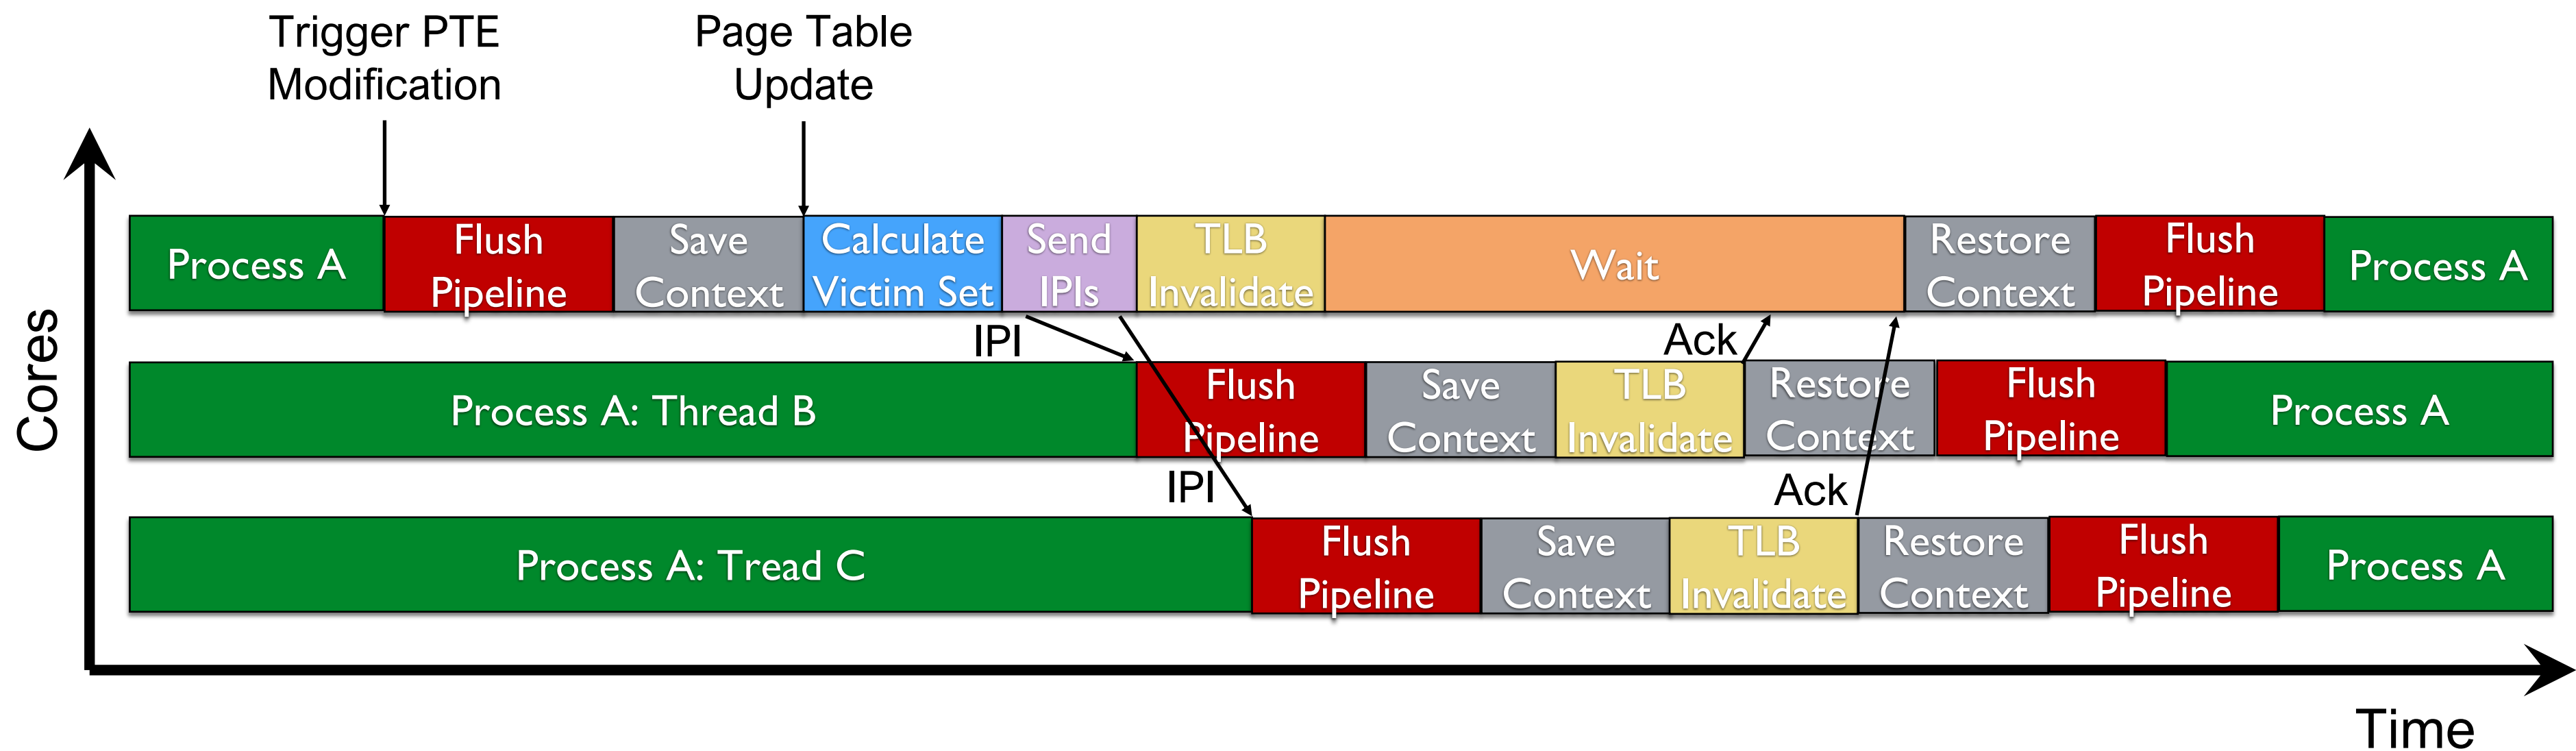 Trigger PTE
Modification
Page Table
Update
Cores
Process A
Flush
Pipeline
Save
Context
Calculate
Victim Set
Send
IPIs
TLB
Invalidate
Wait
Restore
Context
Flush
Pipeline
Process A
IPI
Ack
Process A: Thread B
Flush
Pipeline
Save
Context
TLB
Invalidate
Restore
Context
Flush
Pipeline
Process A
IPI
Ack
Process A: Tread C
Flush
Pipeline
Save
Context
TLB
Invalidate
Restore
Context
Flush
Pipeline
Process A
Time